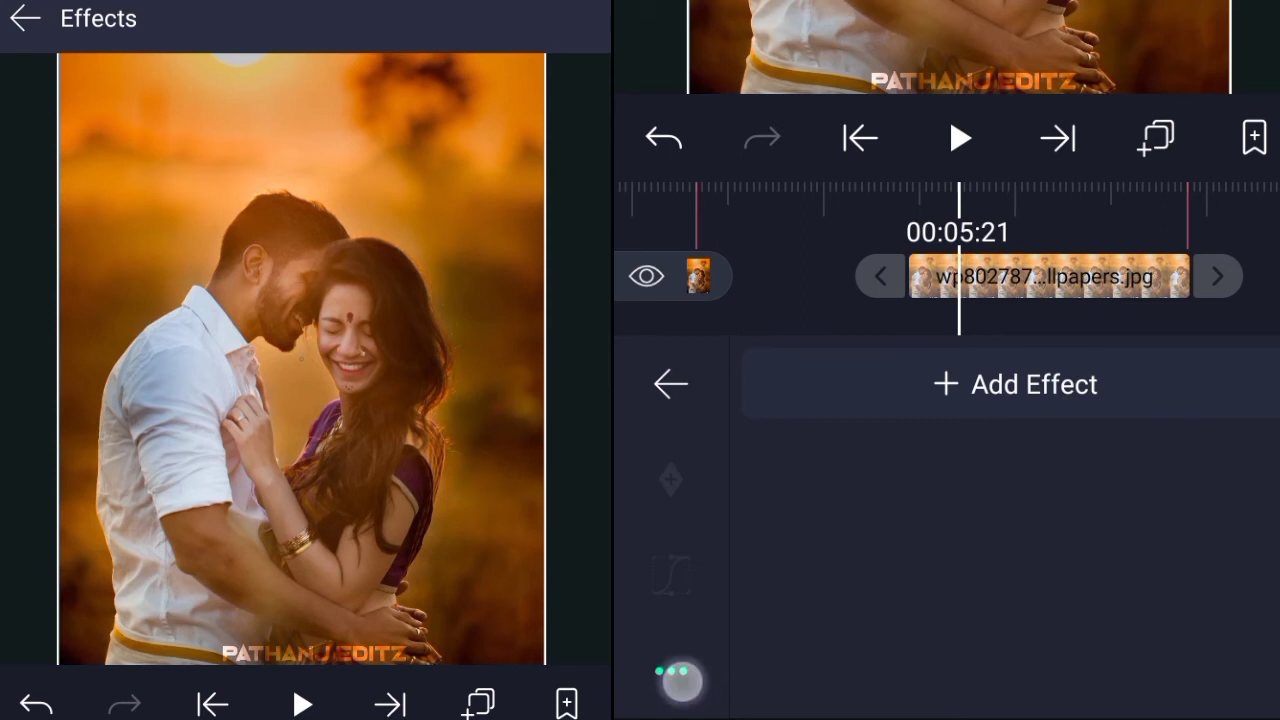 Effects
PATHANJ.EDITZ
PATHANJ.EDITZ
00:05:21
wp802787...llpapers.jpg
+ Add Effect